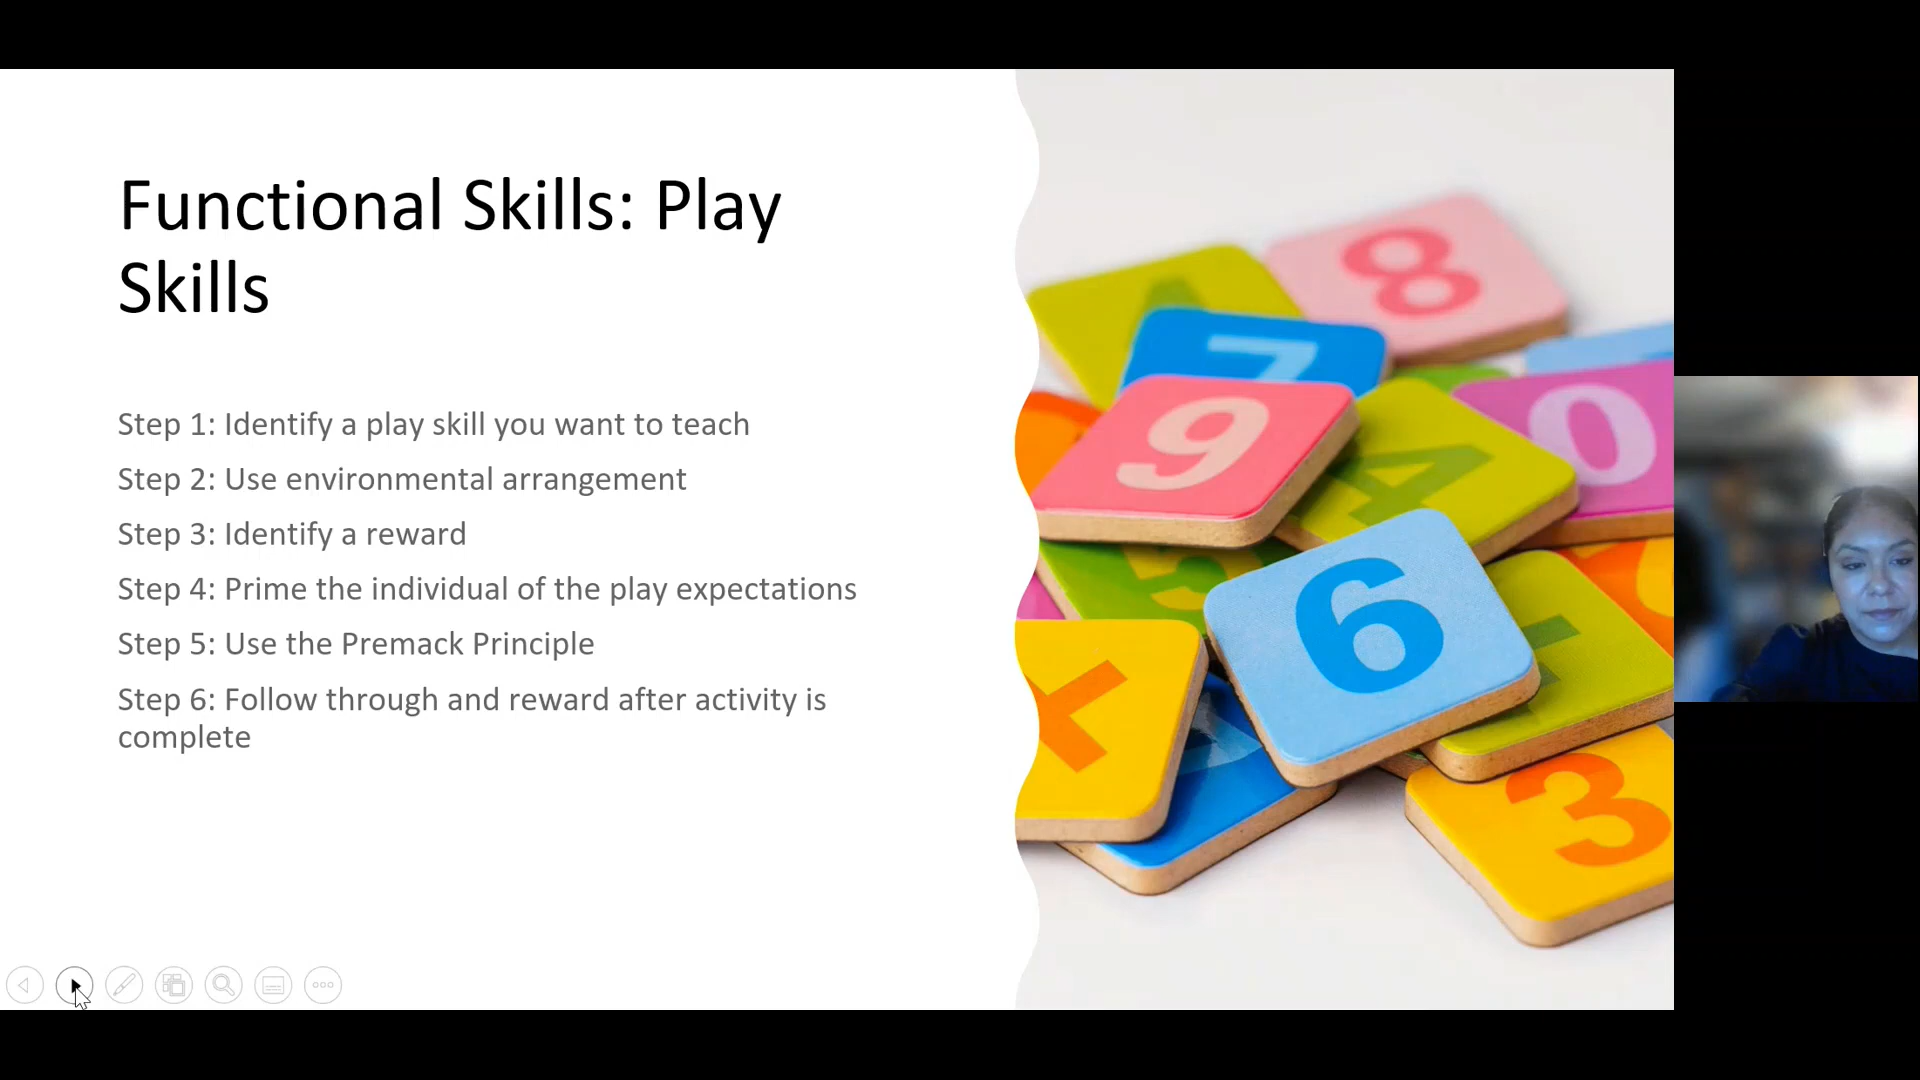 Functional Skills: Play
Skills
Step 1: Identify a play skill you want to teach
Step 2: Use environmental arrangement
Step 3: Identify a reward
Step 4: Prime the individual of the play expectations
Step 5: Use the Premack Principle
Step 6: Follow through and reward after activity is
complete
8
7
9
4
0
5
6
3